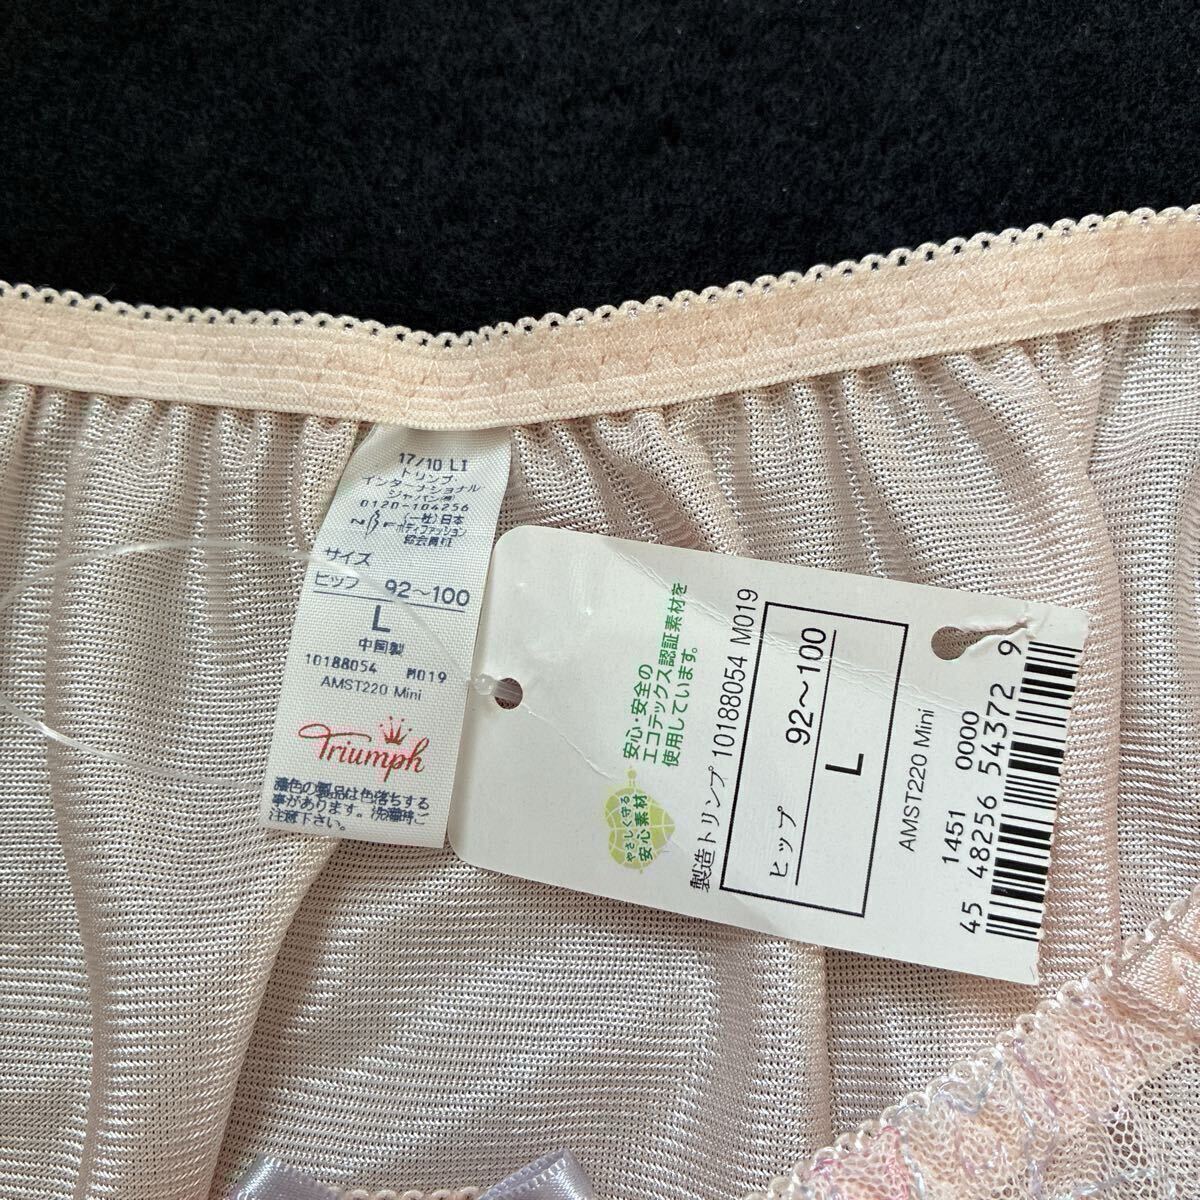 17/10 LI
トリンプ
インターナショナル
ジャパン㈱
0120-104256
NBF (一社)日本
ボディファッション
協会員証
サイズ
ヒップ 92～100
L
中国製
10188054 M019
AMST220 Mini
Triumph
濃色の製品は色落ちする
事があります。洗濯時ご
注意下さい。
安心・安全の
エコテックス認証素材を
使用しています。
やさしく守る
安心素材
製造トリンプ 10188054 M019
ヒップ 92～100
L
AMST220 Mini
1451 0000
45 48256 54372 9